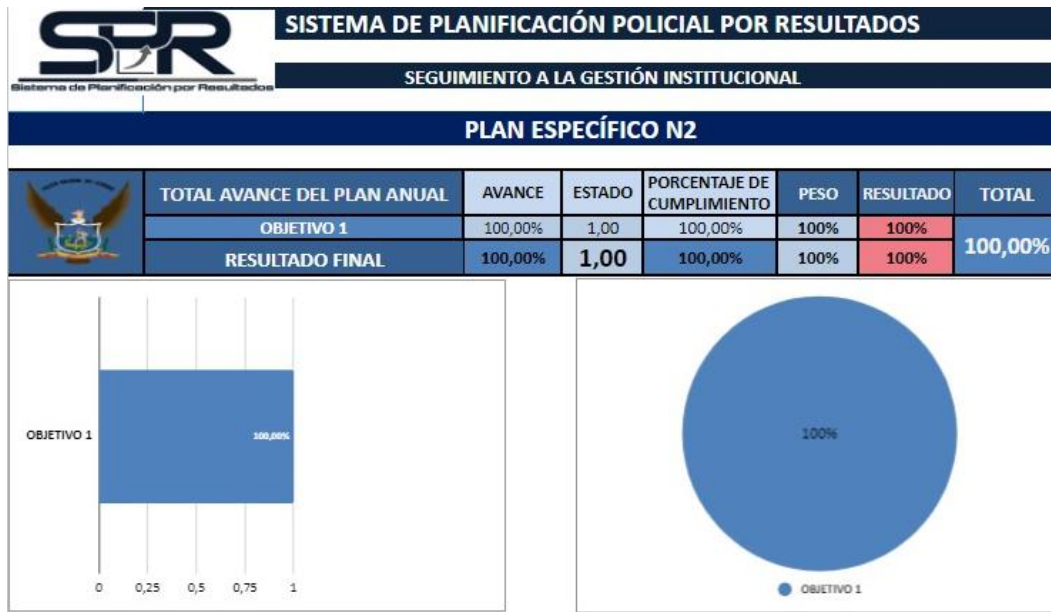 SPR
Sistema de Planificación por Resultados
SISTEMA DE PLANIFICACIÓN POLICIAL POR RESULTADOS
SEGUIMIENTO A LA GESTIÓN INSTITUCIONAL
PLAN ESPECÍFICO N2
TOTAL AVANCE DEL PLAN ANUAL AVANCE ESTADO PORCENTAJE DE CUMPLIMIENTO PESO RESULTADO TOTAL
OBJETIVO 1 100,00% 1,00 100,00% 100% 100% 100,00%
RESULTADO FINAL 100,00% 1,00 100,00% 100% 100%
OBJETIVO 1 100,00%
0 0,25 0,5 0,75 1
100%
OBJETIVO 1